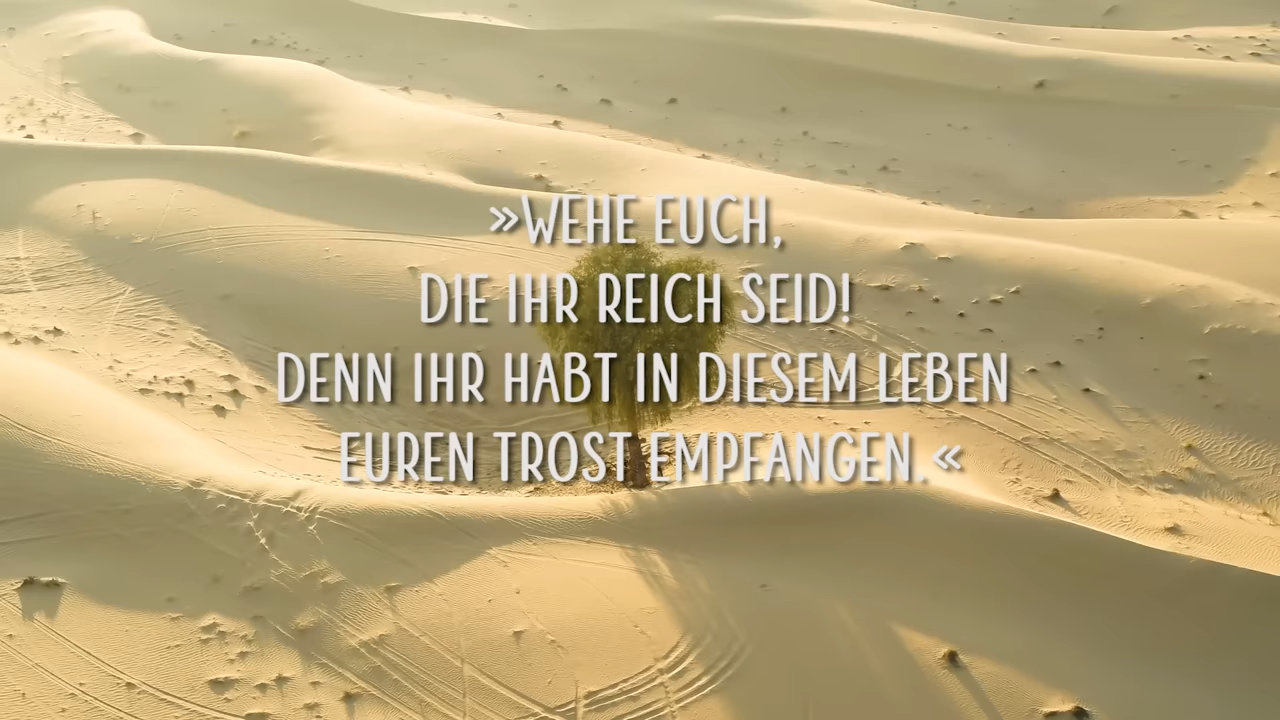 »WEHE EUCH,
DIE IHR REICH SEID!
DENN IHR HABT IN DIESEM LEBEN
EUREN TROST EMPFANGEN.«